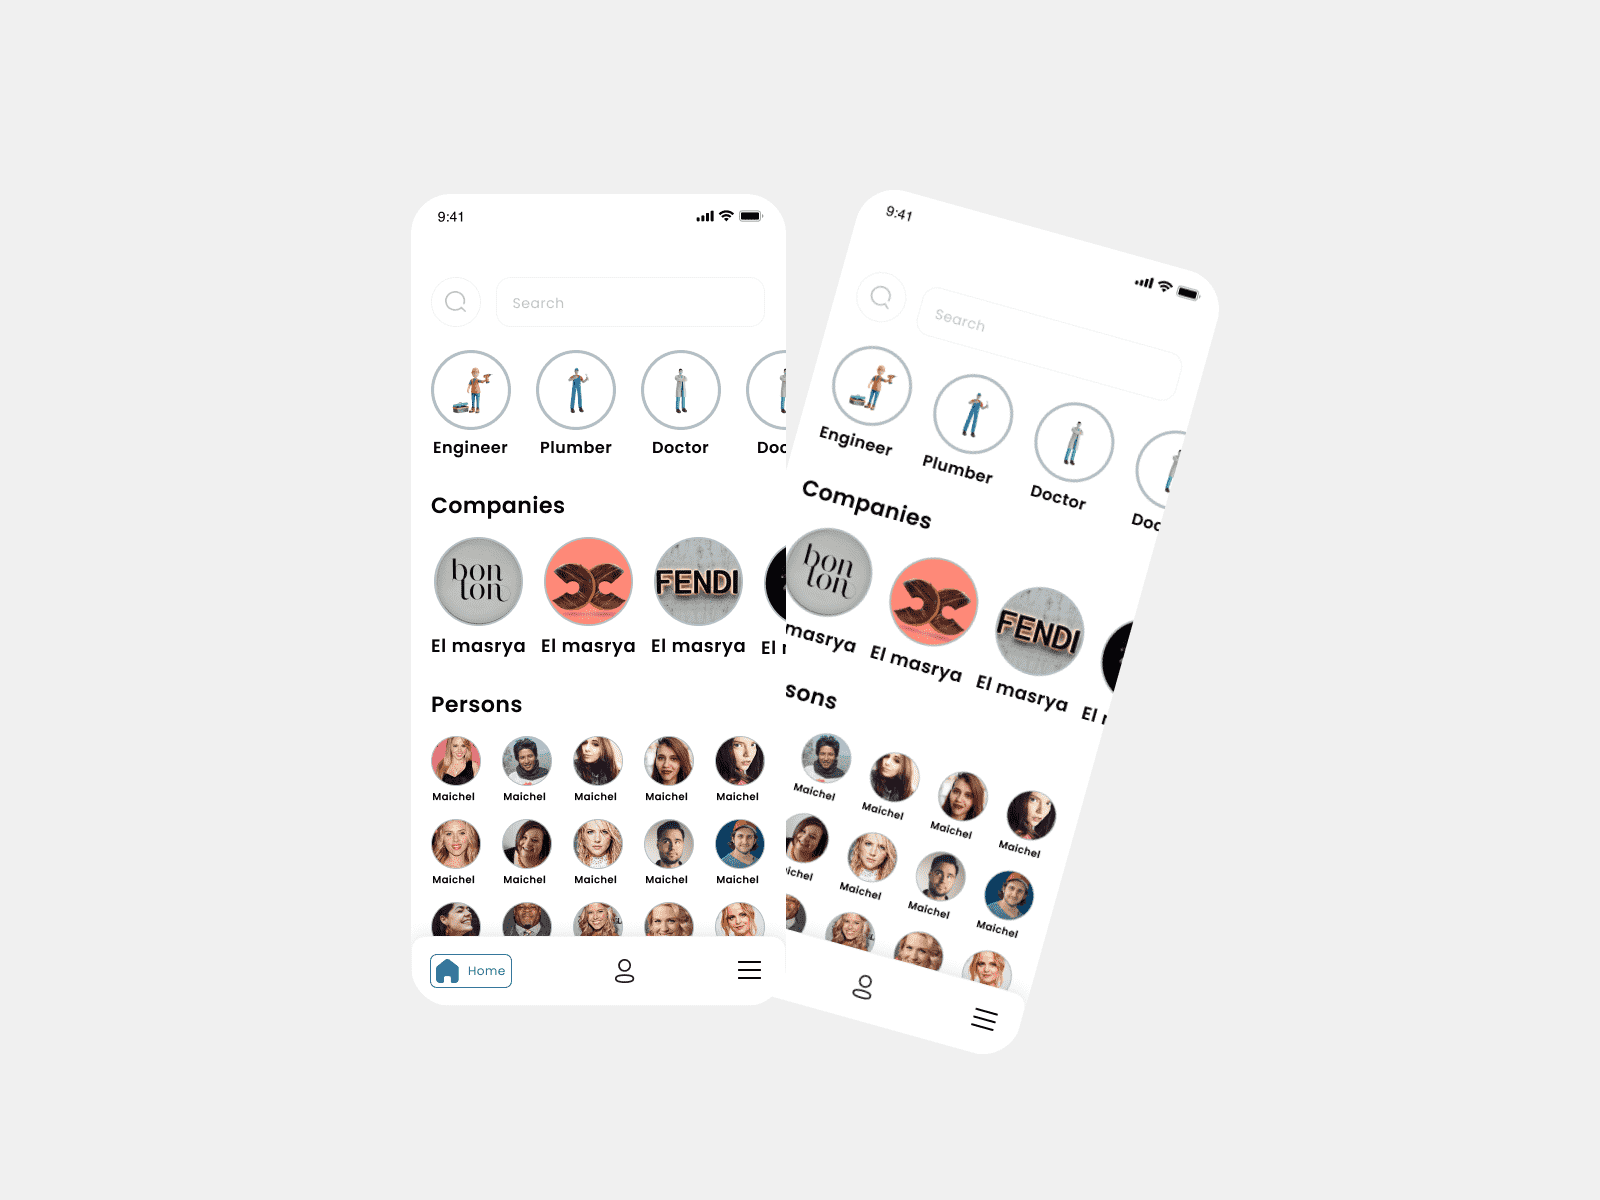 9:41
Search
Engineer Plumber Doctor Doc
Companies
bon ton FENDI
El masrya El masrya El masrya El
Persons
Maichel Maichel Maichel Maichel Maichel
Maichel Maichel Maichel Maichel Maichel
Home
9:41
Search
Engineer Plumber Doctor Doc
Companies
bon ton FENDI
masrya El masrya El masrya El
sons
Maichel Maichel Maichel Maichel
ichel Maichel Maichel Maichel